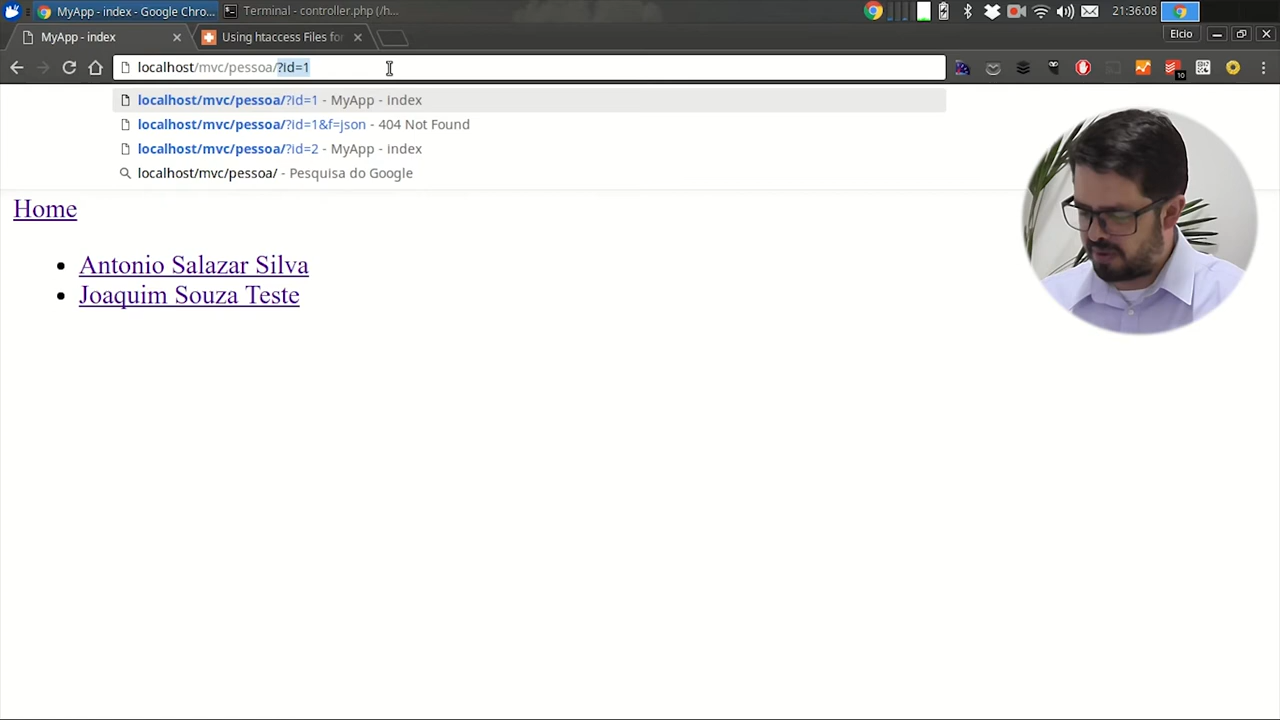 MyApp - index - Google Chro...
Terminal - controller.php (/h...
21:36:08
MyApp - index
Using htaccess Files for
Elcio
localhost/mvc/pessoa/?id=1
10
localhost/mvc/pessoa/?id=1 - MyApp - index
localhost/mvc/pessoa/?id=1&f=json - 404 Not Found
localhost/mvc/pessoa/?id=2 - MyApp - index
localhost/mvc/pessoa/ - Pesquisa do Google
Home
• Antonio Salazar Silva
• Joaquim Souza Teste